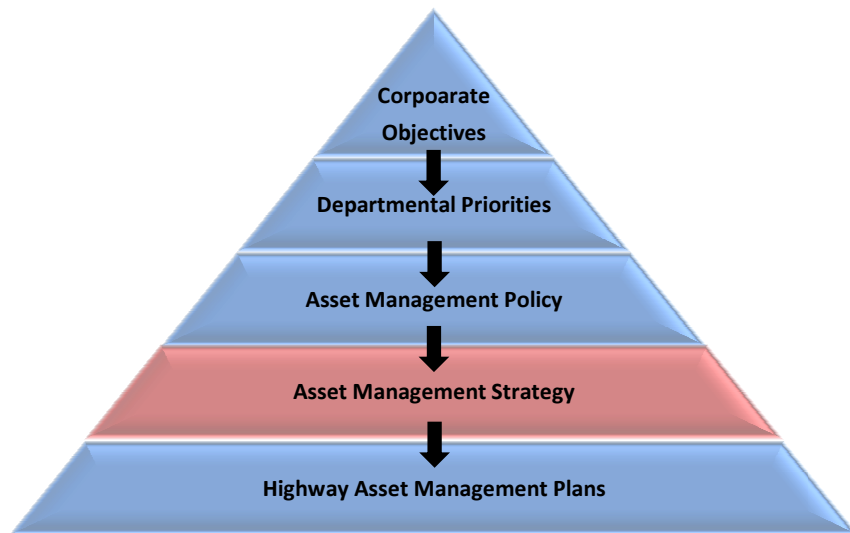 Corpoarate
Objectives
Departmental Priorities
Asset Management Policy
Asset Management Strategy
Highway Asset Management Plans